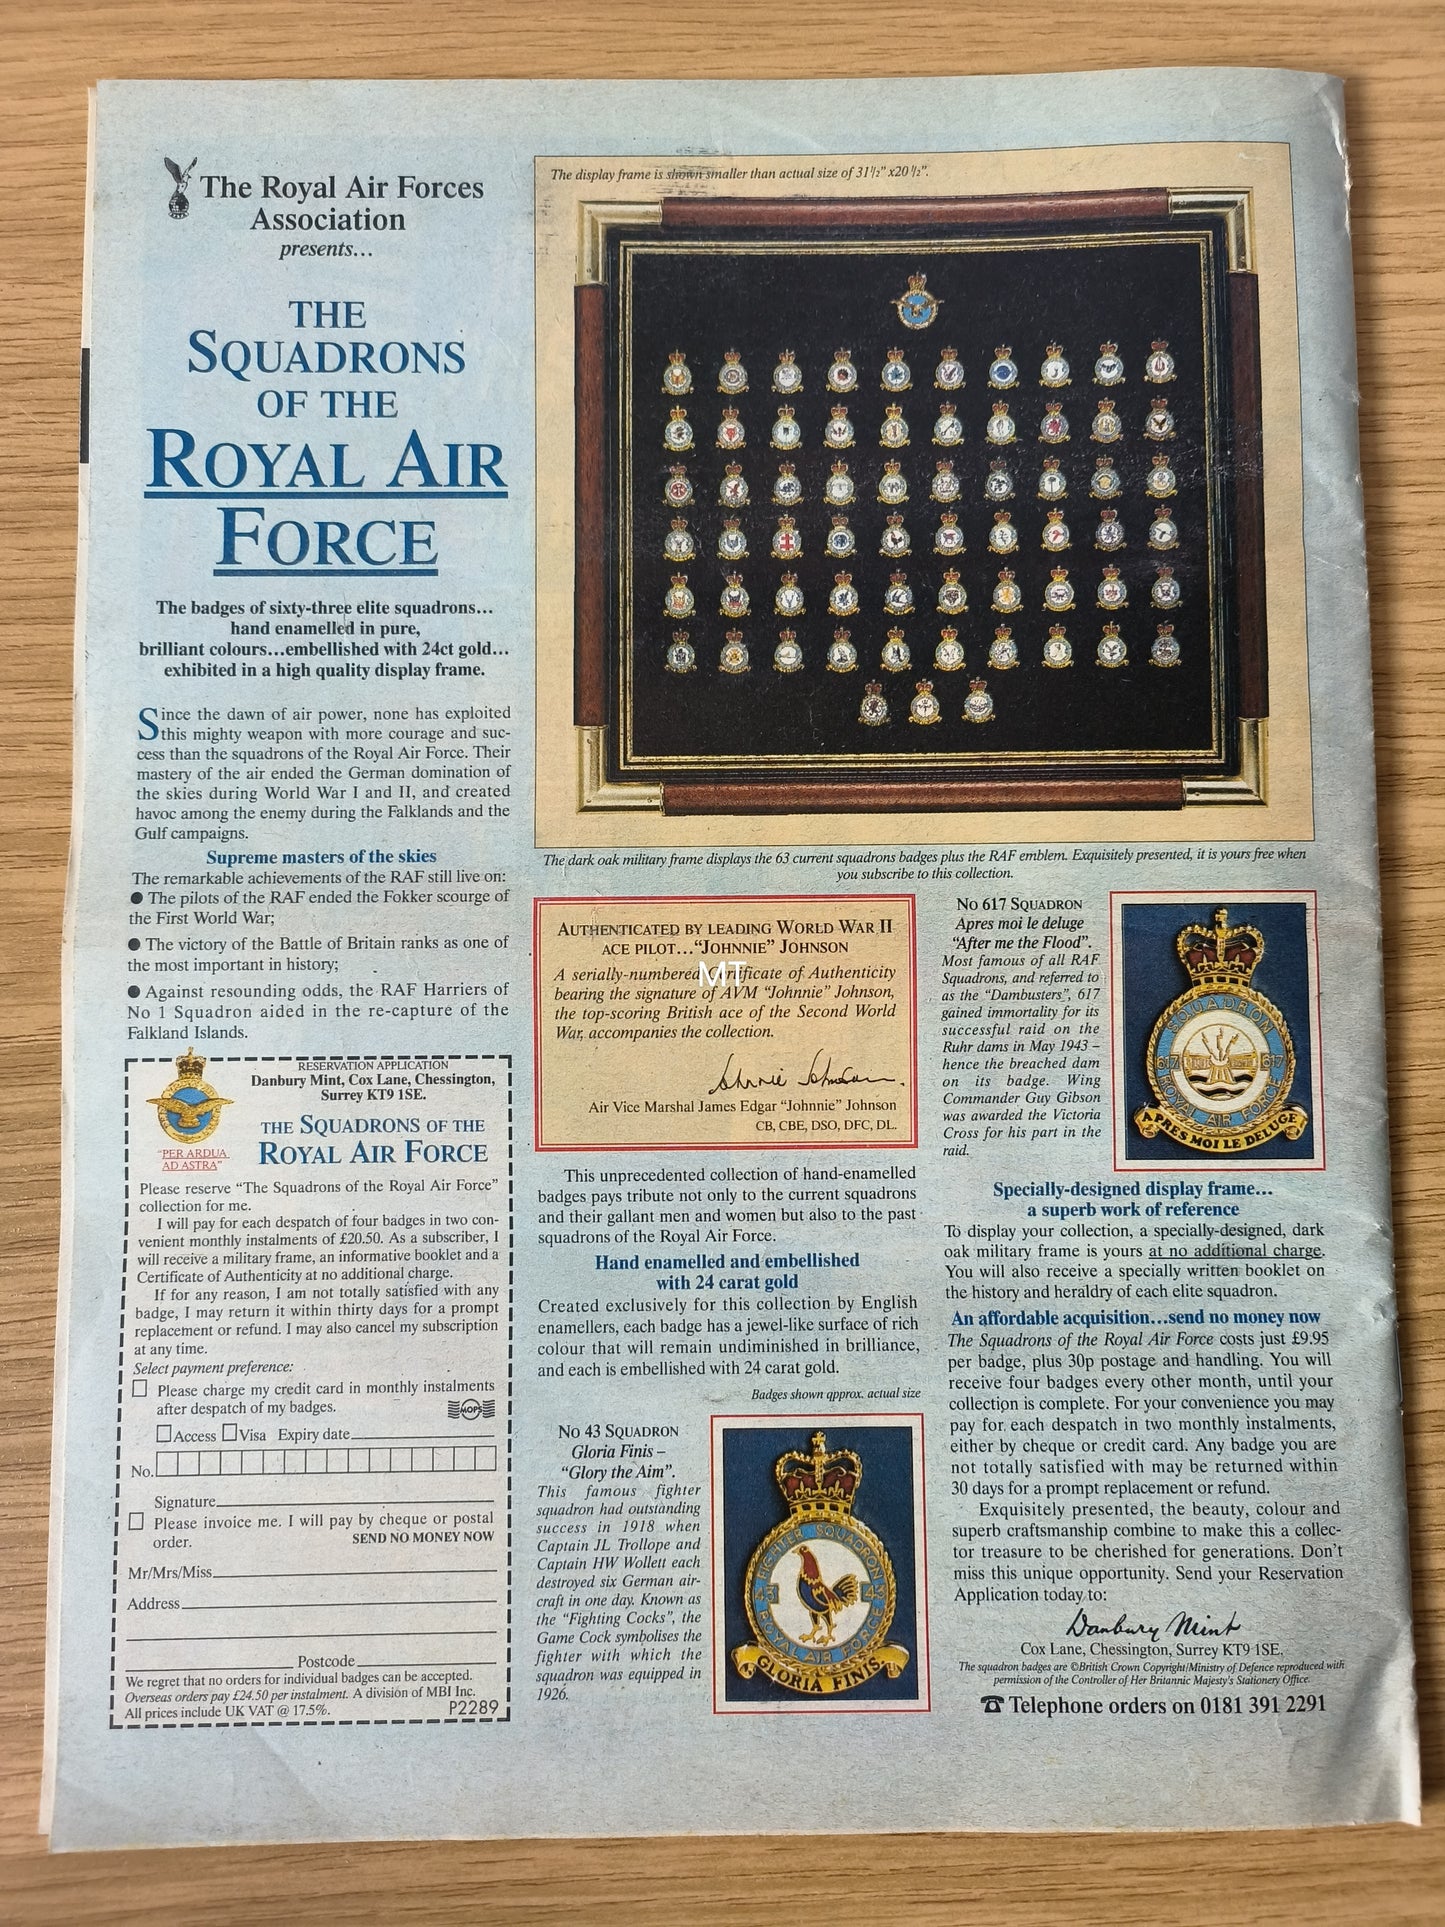 The Royal Air Forces
Association
presents…
THE
SQUADRONS
OF THE
ROYAL AIR
FORCE
The badges of sixty-three elite squadrons…
hand enamelled in pure,
brilliant colours…embellished with 24ct gold…
exhibited in a high quality display frame.
Since the dawn of air power, none has exploited
this mighty weapon with more courage and suc-
cess than the squadrons of the Royal Air Force. Their
mastery of the air ended the German domination of
the skies during World War I and II, and created
havoc among the enemy during the Falklands and the
Gulf campaigns.
Supreme masters of the skies
The remarkable achievements of the RAF still live on:
● The pilots of the RAF ended the Fokker scourge of
the First World War;
● The victory of the Battle of Britain ranks as one of
the most important in history;
● Against resounding odds, the RAF Harriers of
No 1 Squadron aided in the re-capture of the
Falkland Islands.
RESERVATION APPLICATION
Danbury Mint, Cox Lane, Chessington,
Surrey KT9 1SE.
THE SQUADRONS OF THE
ROYAL AIR FORCE
"PER ARDUA
AD ASTRA"
Please reserve "The Squadrons of the Royal Air Force"
collection for me.
I will pay for each despatch of four badges in two con-
venient monthly instalments of £20.50. As a subscriber, I
will receive a military frame, an informative booklet and a
Certificate of Authenticity at no additional charge.
If for any reason, I am not totally satisfied with any
badge, I may return it within thirty days for a prompt
replacement or refund. I may also cancel my subscription
at any time.
Select payment preference:
Please charge my credit card in monthly instalments
after despatch of my badges.
MOPS
Access Visa Expiry date
No.
Signature
Please invoice me. I will pay by cheque or postal
order. SEND NO MONEY NOW
Mr/Mrs/Miss
Address
Postcode
We regret that no orders for individual badges can be accepted.
Overseas orders pay £24.50 per instalment. A division of MBI Inc.
All prices include UK VAT @ 17.5%. P2289
The display frame is shown smaller than actual size of 31½" x20½".
The dark oak military frame displays the 63 current squadrons badges plus the RAF emblem. Exquisitely presented, it is yours free when
you subscribe to this collection.
AUTHENTICATED BY LEADING WORLD WAR II
ACE PILOT…"JOHNNIE" JOHNSON
A serially-numbered Certificate of Authenticity
bearing the signature of AVM "Johnnie" Johnson,
the top-scoring British ace of the Second World
War, accompanies the collection.
MT
Johnnie Johnson.
Air Vice Marshal James Edgar "Johnnie" Johnson
CB, CBE, DSO, DFC, DL.
This unprecedented collection of hand-enamelled
badges pays tribute not only to the current squadrons
and their gallant men and women but also to the past
squadrons of the Royal Air Force.
Hand enamelled and embellished
with 24 carat gold
Created exclusively for this collection by English
enamellers, each badge has a jewel-like surface of rich
colour that will remain undiminished in brilliance,
and each is embellished with 24 carat gold.
Badges shown approx. actual size
NO 43 SQUADRON
Gloria Finis –
"Glory the Aim".
This famous fighter
squadron had outstanding
success in 1918 when
Captain JL Trollope and
Captain HW Wollett each
destroyed six German air-
craft in one day. Known as
the "Fighting Cocks", the
Game Cock symbolises the
fighter with which the
squadron was equipped in
1926.
FIGHTER SQUADRON
43 43
ROYAL AIR FORCE
GLORIA FINIS
NO 617 SQUADRON
Apres moi le deluge
"After me the Flood".
Most famous of all RAF
Squadrons, and referred to
as the "Dambusters", 617
gained immortality for its
successful raid on the
Ruhr dams in May 1943 –
hence the breached dam
on its badge. Wing
Commander Guy Gibson
was awarded the Victoria
Cross for his part in the
raid.
SQUADRON
617 617
ROYAL AIR FORCE
APRES MOI LE DELUGE
Specially-designed display frame…
a superb work of reference
To display your collection, a specially-designed, dark
oak military frame is yours at no additional charge.
You will also receive a specially written booklet on
the history and heraldry of each elite squadron.
An affordable acquisition…send no money now
The Squadrons of the Royal Air Force costs just £9.95
per badge, plus 30p postage and handling. You will
receive four badges every other month, until your
collection is complete. For your convenience you may
pay for each despatch in two monthly instalments,
either by cheque or credit card. Any badge you are
not totally satisfied with may be returned within
30 days for a prompt replacement or refund.
Exquisitely presented, the beauty, colour and
superb craftsmanship combine to make this a collec-
tor treasure to be cherished for generations. Don't
miss this unique opportunity. Send your Reservation
Application today to:
Danbury Mint
Cox Lane, Chessington, Surrey KT9 1SE.
The squadron badges are ©British Crown Copyright/Ministry of Defence reproduced with
permission of the Controller of Her Britannic Majesty's Stationery Office.
☎ Telephone orders on 0181 391 2291